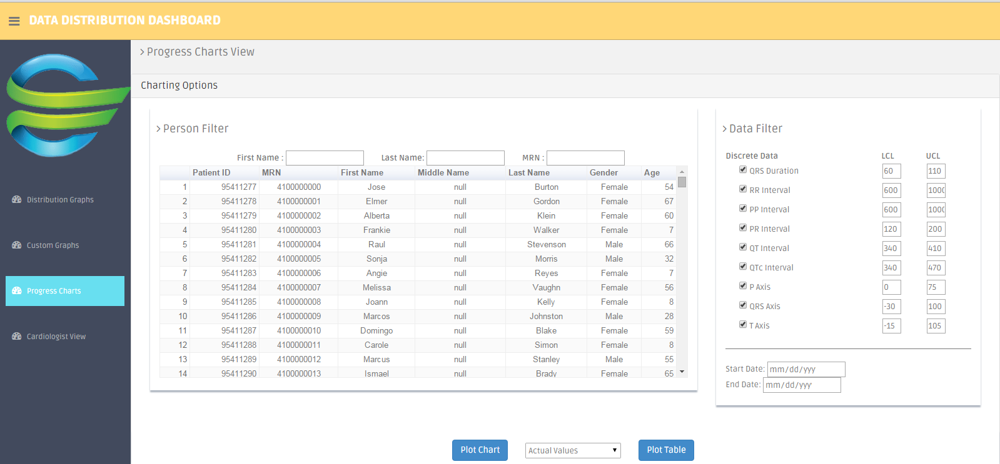 DATA DISTRIBUTION DASHBOARD
Progress Charts View
Charting Options
Distribution Graphs
Custom Graphs
Progress Charts
Cardiologist View
Person Filter
First Name : Last Name: MRN :
Patient ID MRN First Name Middle Name Last Name Gender Age
1 95411277 4100000000 Jose null Burton Female 54
2 95411278 4100000001 Elmer null Gordon Female 67
3 95411279 4100000002 Alberta null Klein Female 60
4 95411280 4100000003 Frankie null Walker Female 7
5 95411281 4100000004 Raul null Stevenson Male 66
6 95411282 4100000005 Sonja null Morris Male 32
7 95411283 4100000006 Angie null Reyes Female 7
8 95411284 4100000007 Melissa null Vaughn Female 56
9 95411285 4100000008 Joann null Kelly Female 8
10 95411286 4100000009 Marcos null Johnston Male 28
11 95411287 4100000010 Domingo null Blake Female 59
12 95411288 4100000011 Carole null Simon Female 8
13 95411289 4100000012 Marcus null Stanley Male 55
14 95411290 4100000013 Ismael null Brady Female 65
Data Filter
Discrete Data LCL UCL
QRS Duration 60 110
RR Interval 600 1000
PP Interval 600 1000
PR Interval 120 200
QT Interval 340 410
QTc Interval 340 470
P Axis 0 75
QRS Axis -30 100
T Axis -15 105
Start Date: mm/dd/yyy
End Date: mm/dd/yyy
Plot Chart Actual Values Plot Table